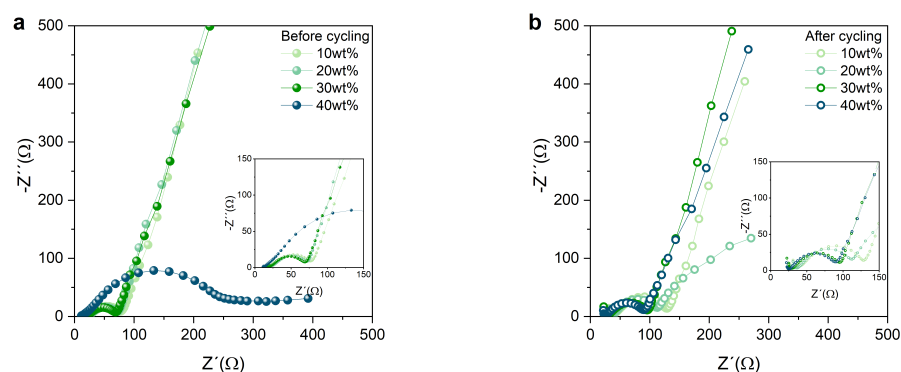 a
Before cycling
10wt%
20wt%
30wt%
40wt%
500
400
300
200
100
0
-Z´´(Ω)
0 100 200 300 400 500
Z´(Ω)
150
100
50
0
-Z´´(Ω)
0 50 100 150
Z´(Ω)
b
After cycling
10wt%
20wt%
30wt%
40wt%
500
400
300
200
100
0
-Z´´(Ω)
0 100 200 300 400 500
Z´(Ω)
150
100
50
0
-Z´´(Ω)
0 50 100 150
Z´(Ω)